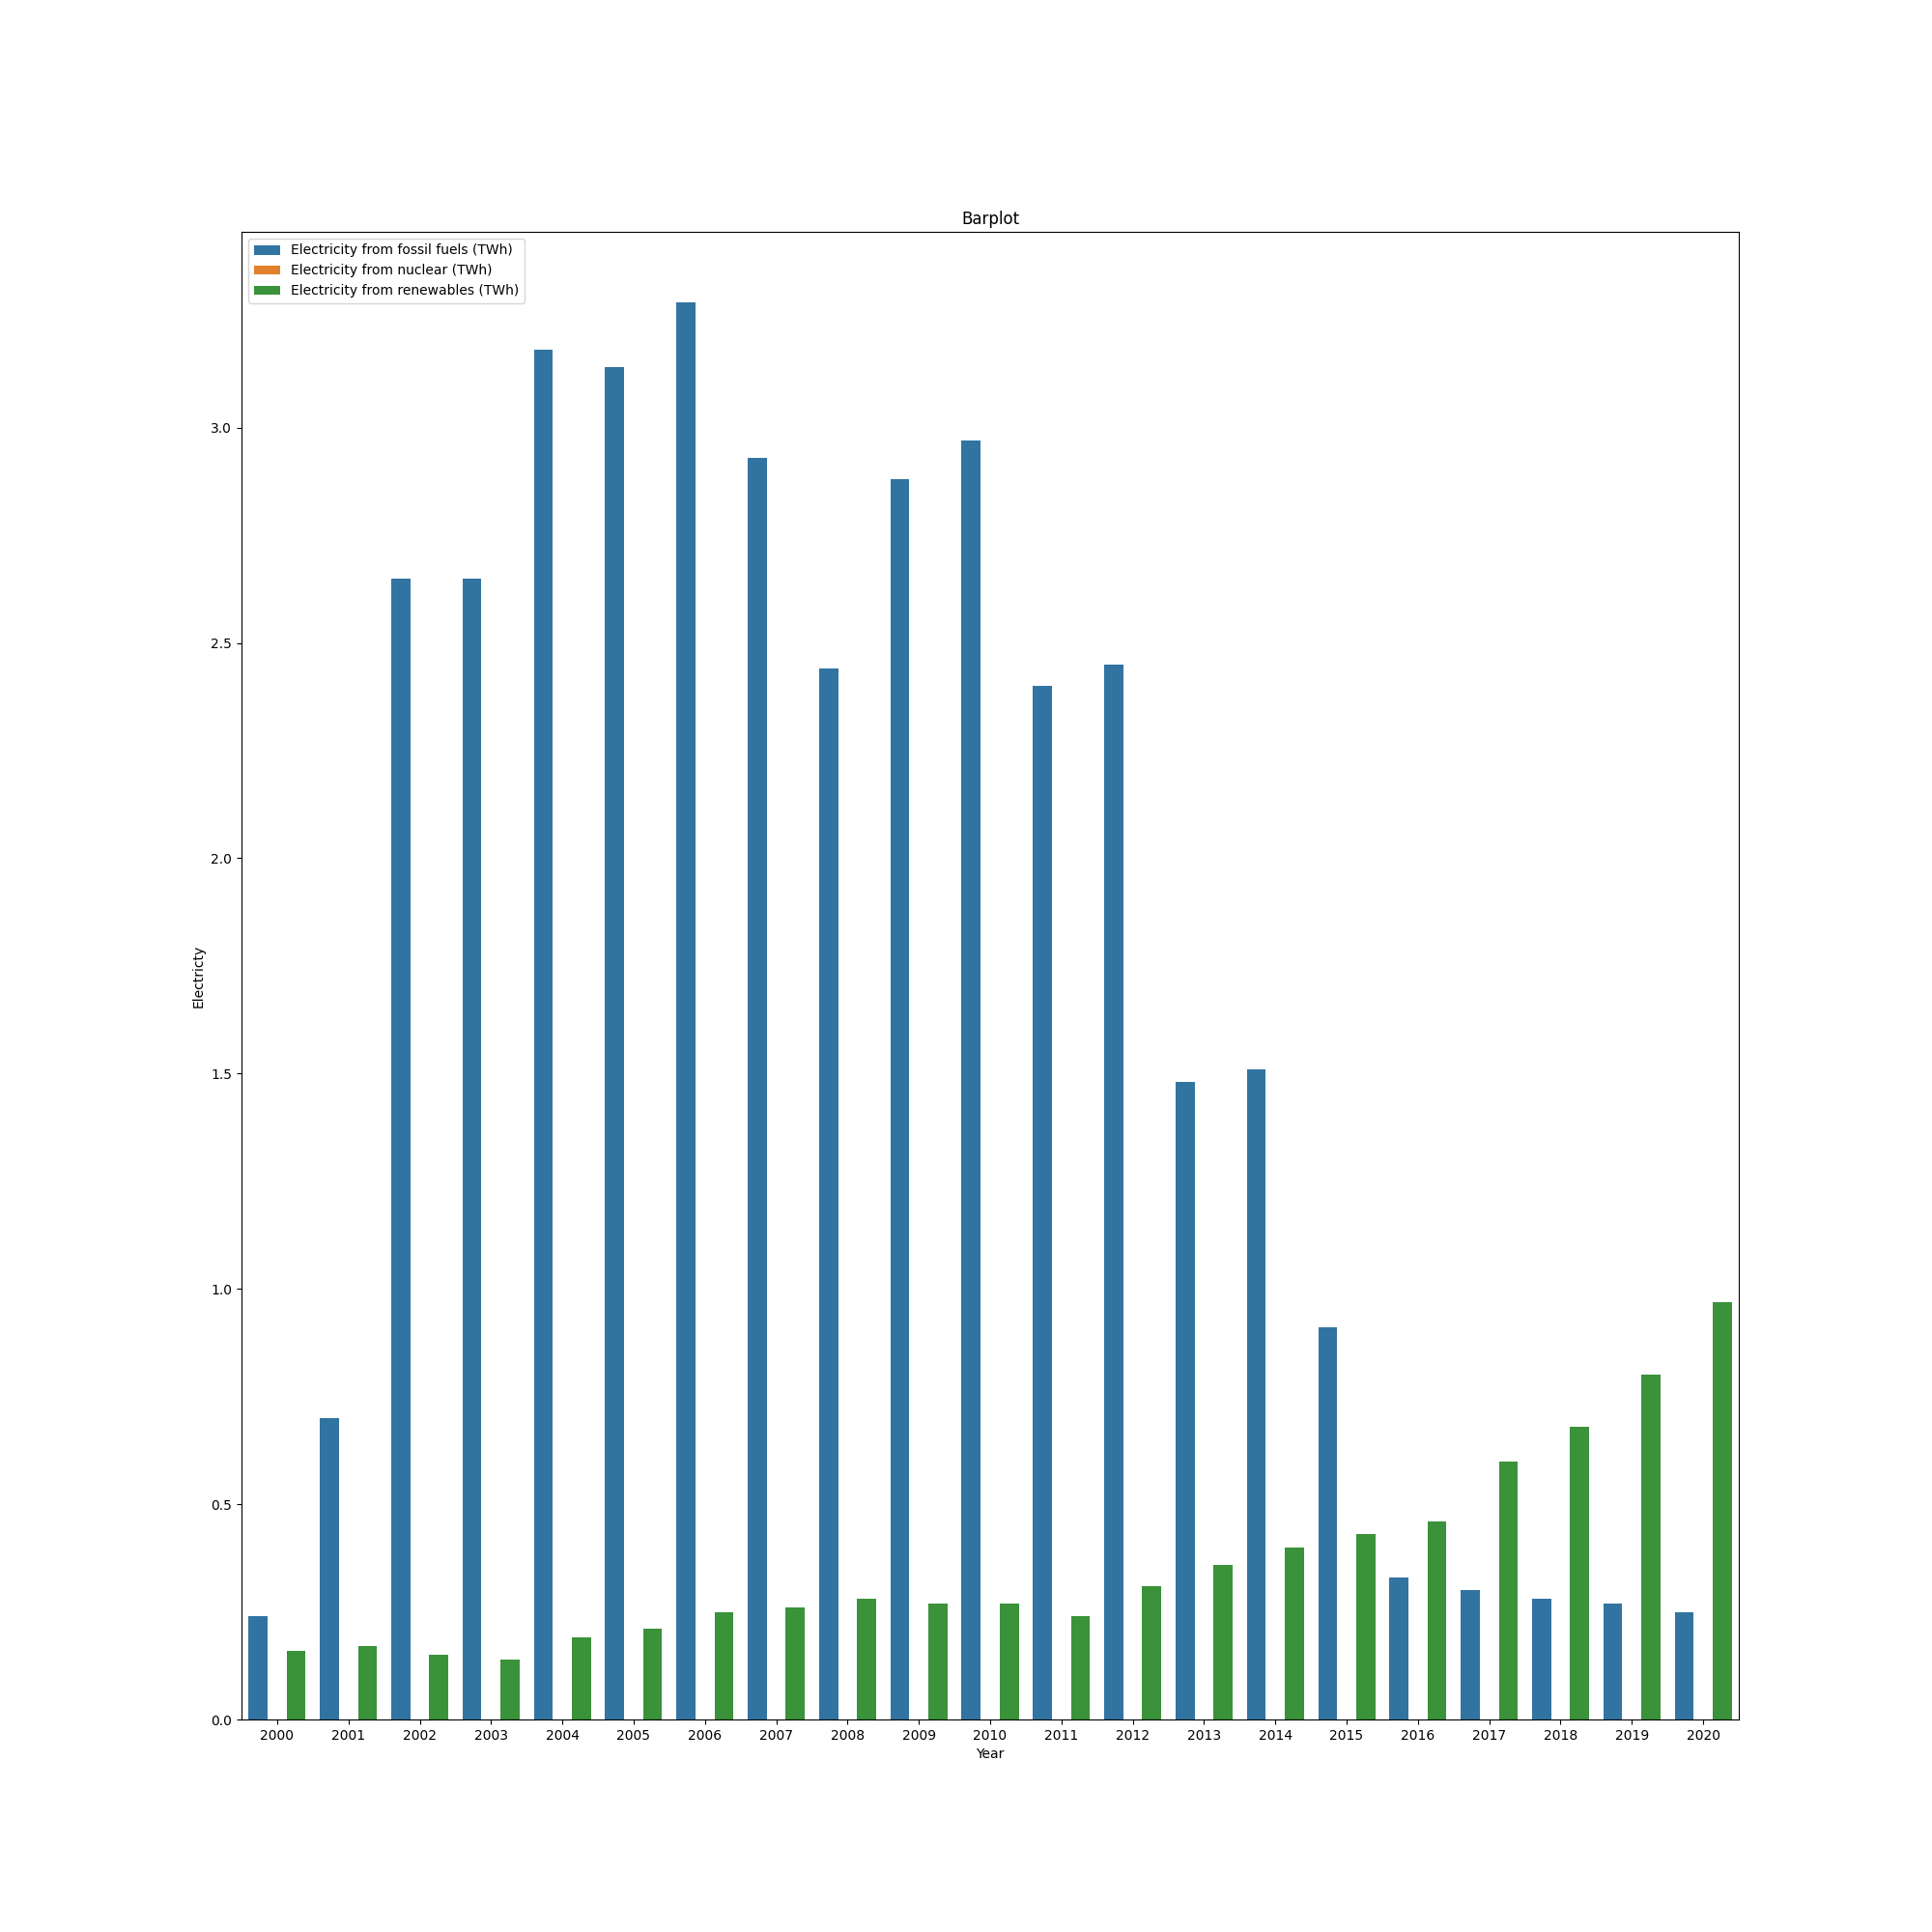 Barplot
Electricity from fossil fuels (TWh)
Electricity from nuclear (TWh)
Electricity from renewables (TWh)
3.0
2.5
2.0
1.5
1.0
0.5
0.0
Electricty
2000 2001 2002 2003 2004 2005 2006 2007 2008 2009 2010 2011 2012 2013 2014 2015 2016 2017 2018 2019 2020
Year